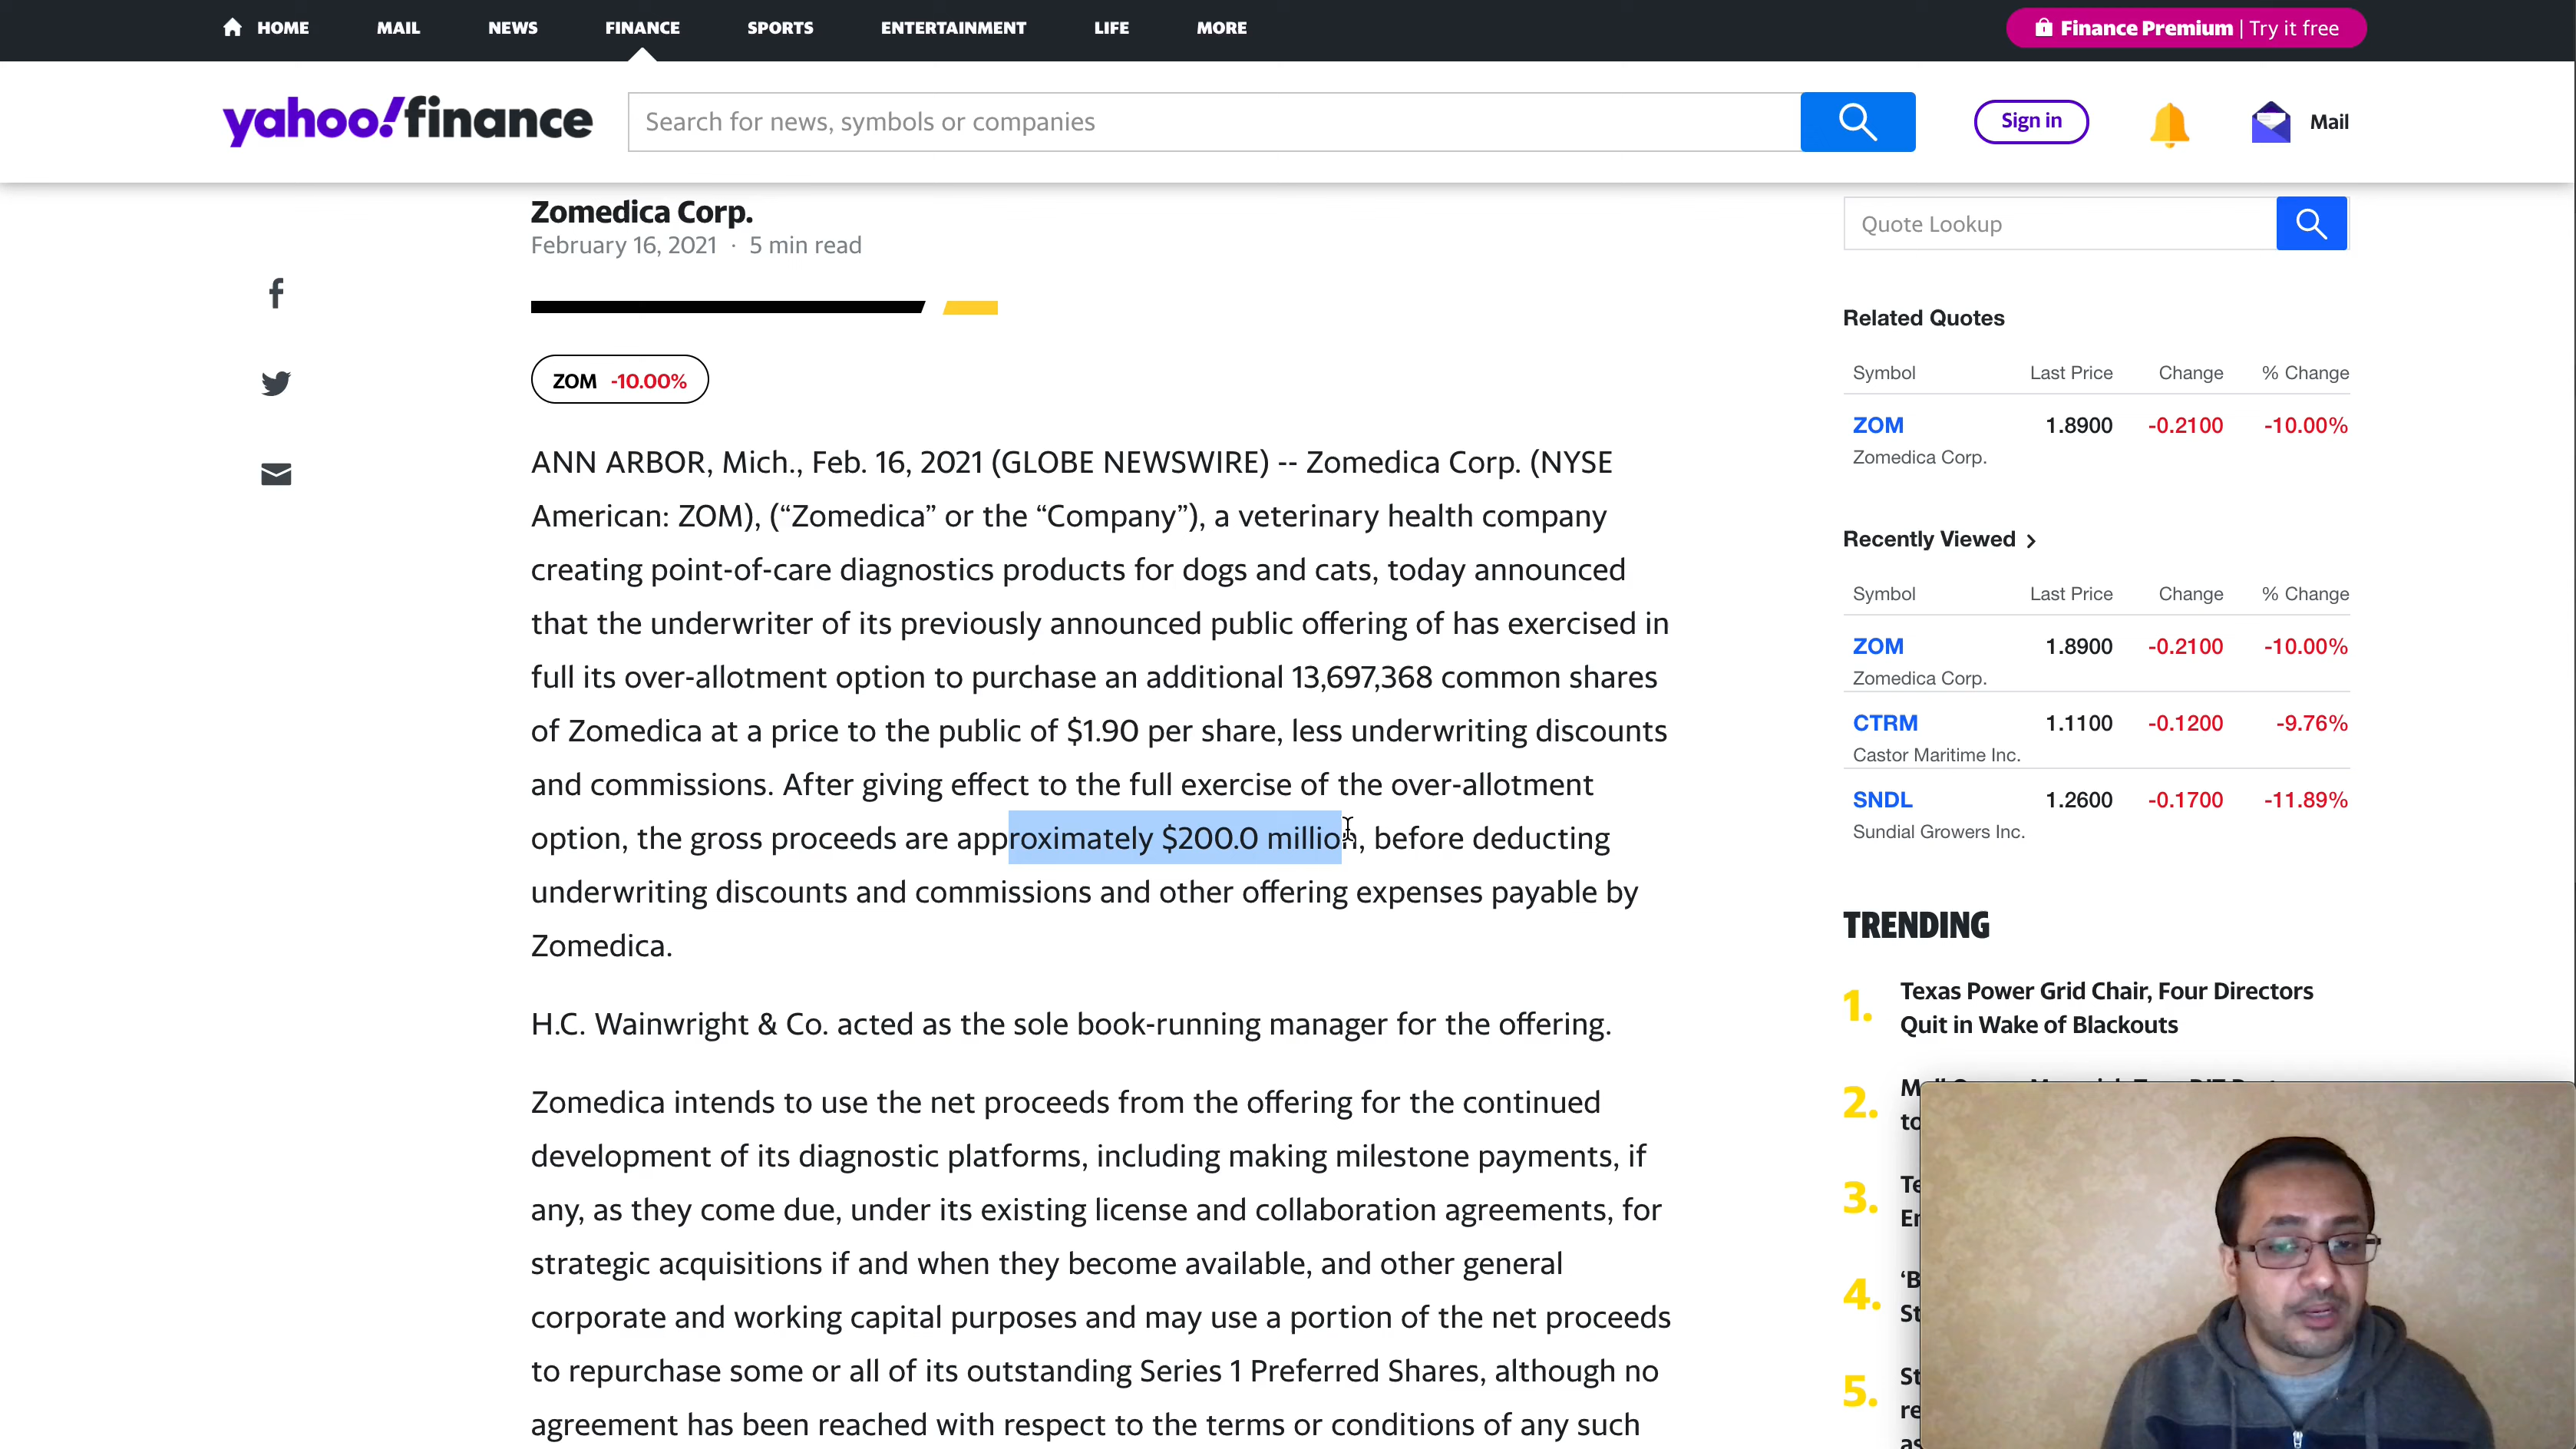 HOME MAIL NEWS FINANCE SPORTS ENTERTAINMENT LIFE MORE
Finance Premium | Try it free
yahoo!finance
Search for news, symbols or companies
Sign in
Mail
Zomedica Corp.
February 16, 2021 · 5 min read
ZOM -10.00%
ANN ARBOR, Mich., Feb. 16, 2021 (GLOBE NEWSWIRE) -- Zomedica Corp. (NYSE
American: ZOM), (“Zomedica” or the “Company”), a veterinary health company
creating point-of-care diagnostics products for dogs and cats, today announced
that the underwriter of its previously announced public offering of has exercised in
full its over-allotment option to purchase an additional 13,697,368 common shares
of Zomedica at a price to the public of $1.90 per share, less underwriting discounts
and commissions. After giving effect to the full exercise of the over-allotment
option, the gross proceeds are approximately $200.0 million, before deducting
underwriting discounts and commissions and other offering expenses payable by
Zomedica.
H.C. Wainwright & Co. acted as the sole book-running manager for the offering.
Zomedica intends to use the net proceeds from the offering for the continued
development of its diagnostic platforms, including making milestone payments, if
any, as they come due, under its existing license and collaboration agreements, for
strategic acquisitions if and when they become available, and other general
corporate and working capital purposes and may use a portion of the net proceeds
to repurchase some or all of its outstanding Series 1 Preferred Shares, although no
agreement has been reached with respect to the terms or conditions of any such
Quote Lookup
Related Quotes
Symbol Last Price Change % Change
ZOM 1.8900 -0.2100 -10.00%
Zomedica Corp.
Recently Viewed
Symbol Last Price Change % Change
ZOM 1.8900 -0.2100 -10.00%
Zomedica Corp.
CTRM 1.1100 -0.1200 -9.76%
Castor Maritime Inc.
SNDL 1.2600 -0.1700 -11.89%
Sundial Growers Inc.
TRENDING
1. Texas Power Grid Chair, Four Directors
Quit in Wake of Blackouts
2.
to
3.
4.
5.